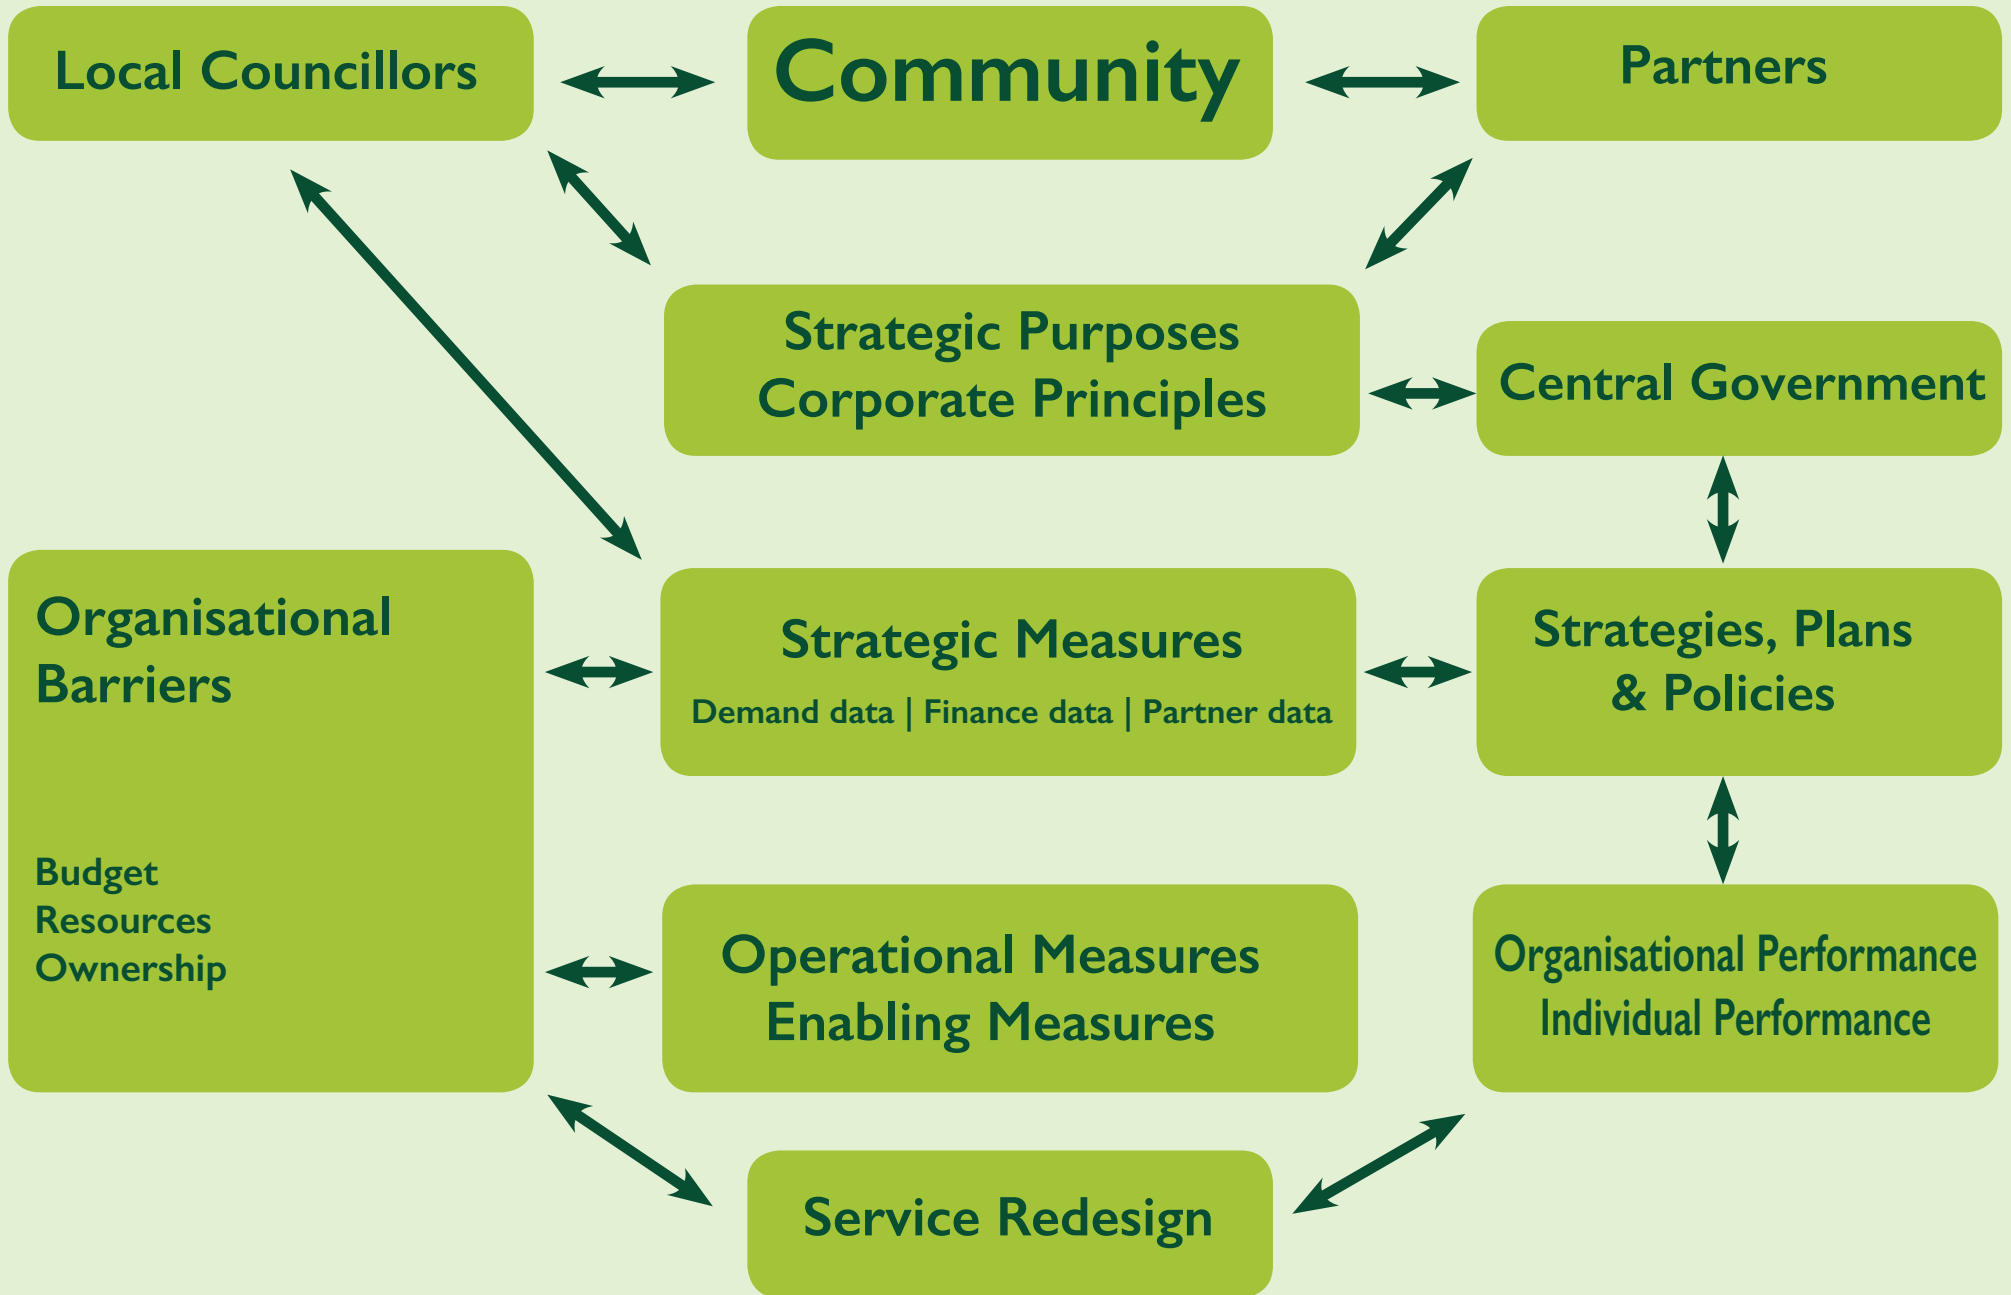 Local Councillors
Community
Partners
Strategic Purposes
Corporate Principles
Central Government
Organisational
Barriers
Budget
Resources
Ownership
Strategic Measures
Demand data | Finance data | Partner data
Strategies, Plans
& Policies
Operational Measures
Enabling Measures
Organisational Performance
Individual Performance
Service Redesign